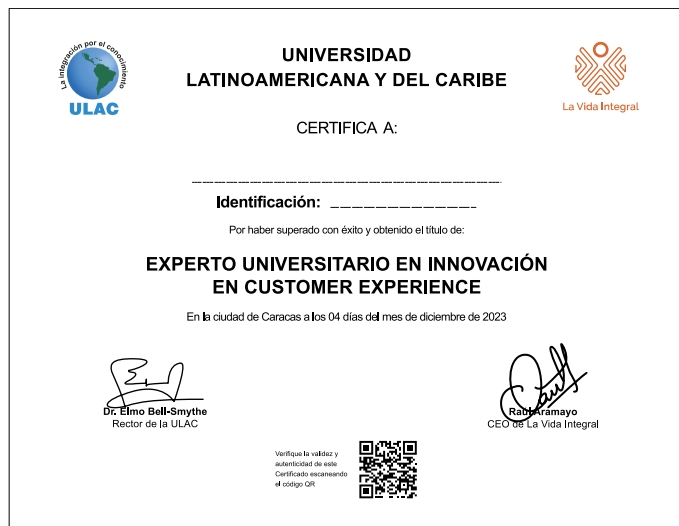 La integración por el conocimiento
ULAC
UNIVERSIDAD
LATINOAMERICANA Y DEL CARIBE
La Vida Integral
CERTIFICA A:
Identificación:
Por haber superado con éxito y obtenido el título de:
EXPERTO UNIVERSITARIO EN INNOVACIÓN
EN CUSTOMER EXPERIENCE
En la ciudad de Caracas a los 04 días del mes de diciembre de 2023
Dr. Elmo Bell-Smythe
Rector de la ULAC
Raúl Aramayo
CEO de La Vida Integral
Verifique la validez y
autenticidad de este
Certificado escaneando
el código QR